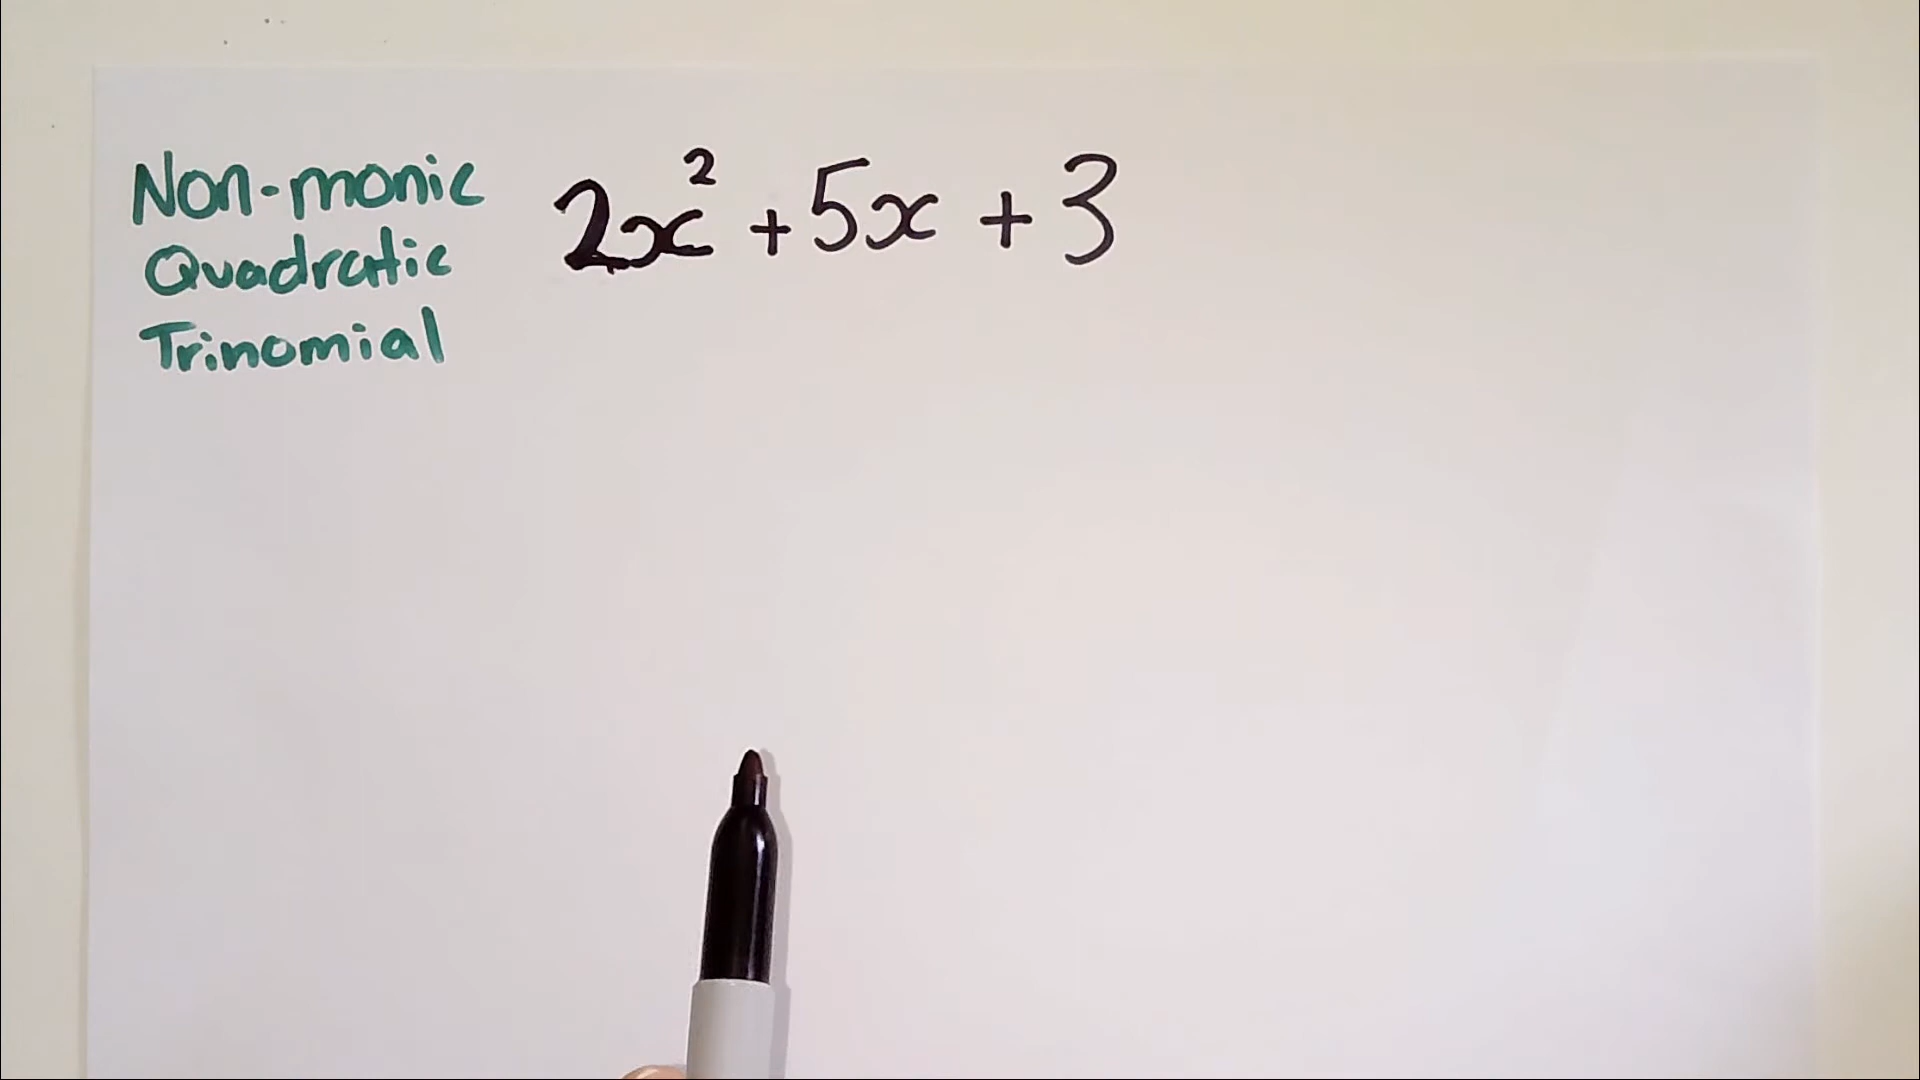 Non-monic
Quadratic
Trinomial
2x² + 5x + 3